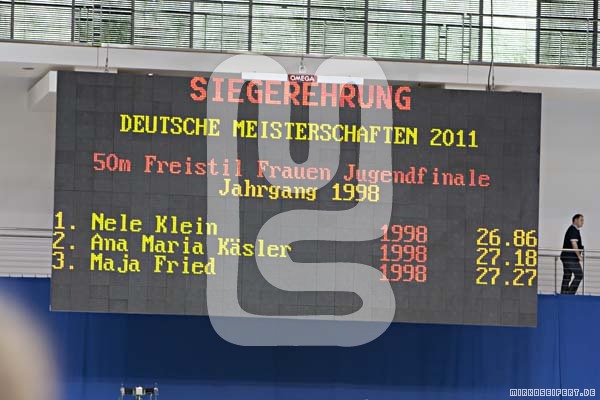 OMEGA
SIEGEREHRUNG
DEUTSCHE MEISTERSCHAFTEN 2011
50m Freistil Frauen Jugendfinale
Jahrgang 1998
1. Nele Klein 1998 26.86
2. Ana Maria Käsler 1998 27.18
3. Maja Fried 1998 27.27
MIRKOSEIFERT.DE